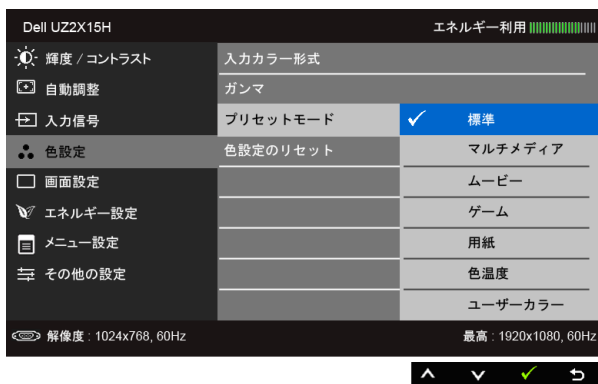 Dell UZ2X15H エネルギー利用
輝度 / コントラスト 入力カラー形式
自動調整 ガンマ
入力信号 プリセットモード 標準
色設定 色設定のリセット マルチメディア
画面設定 ムービー
エネルギー設定 ゲーム
メニュー設定 用紙
その他の設定 色温度
ユーザーカラー
解像度 : 1024x768, 60Hz 最高 : 1920x1080, 60Hz